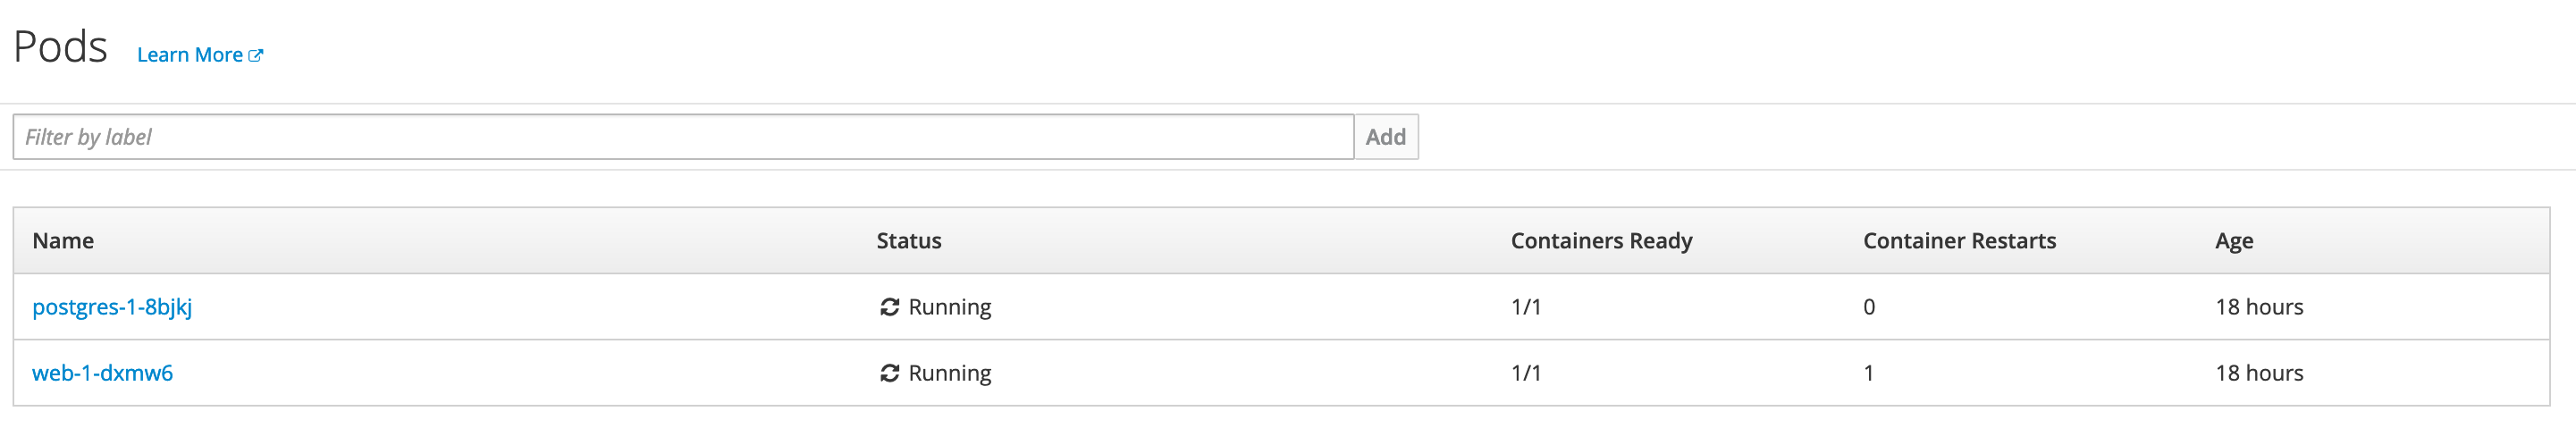 Pods Learn More
Filter by label Add
Name Status Containers Ready Container Restarts Age
postgres-1-8bjkj Running 1/1 0 18 hours
web-1-dxmw6 Running 1/1 1 18 hours